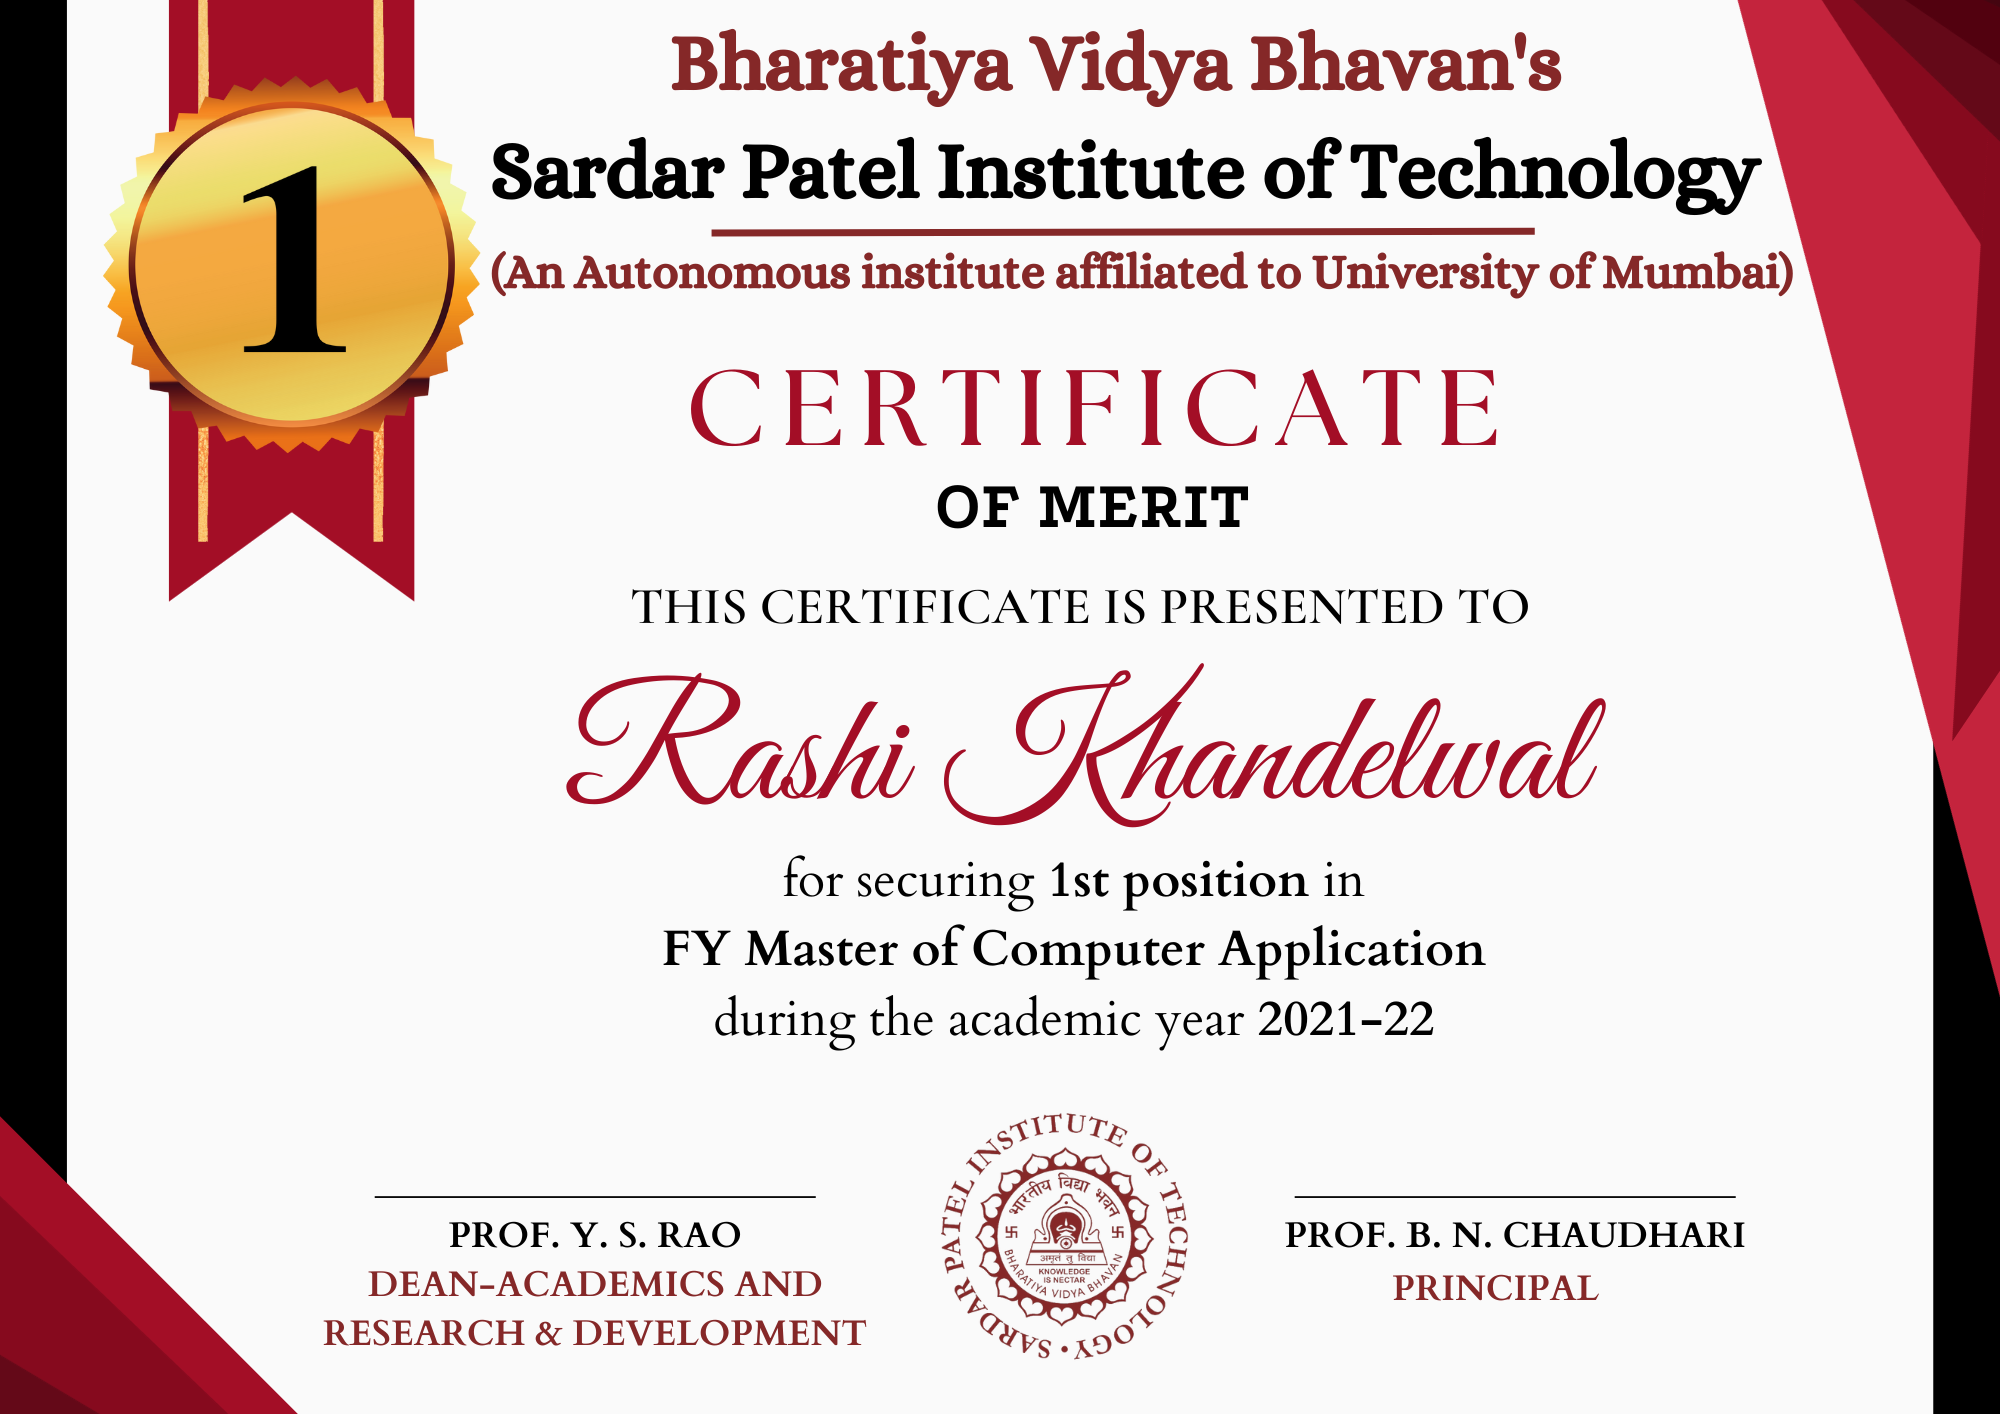 1
Bharatiya Vidya Bhavan's
Sardar Patel Institute of Technology
(An Autonomous institute affiliated to University of Mumbai)
CERTIFICATE
OF MERIT
THIS CERTIFICATE IS PRESENTED TO
Rashi Khandelwal
for securing 1st position in
FY Master of Computer Application
during the academic year 2021-22
PROF. Y. S. RAO
DEAN-ACADEMICS AND
RESEARCH & DEVELOPMENT
SARDAR PATEL INSTITUTE OF TECHNOLOGY •
भारतीय विद्या भवन
अमृतं तु विद्या
KNOWLEDGE
IS NECTAR
BHARATIYA VIDYA BHAVAN
PROF. B. N. CHAUDHARI
PRINCIPAL